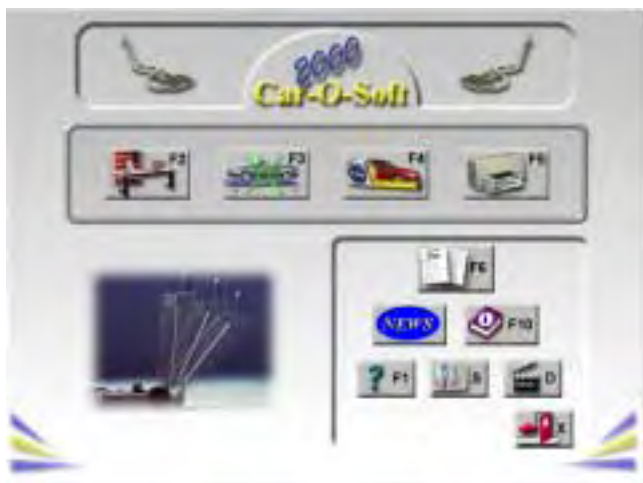 2000
Car-O-Soft
F2 F3 F4 F5
F6
NEWS F10
? F1 S D
X